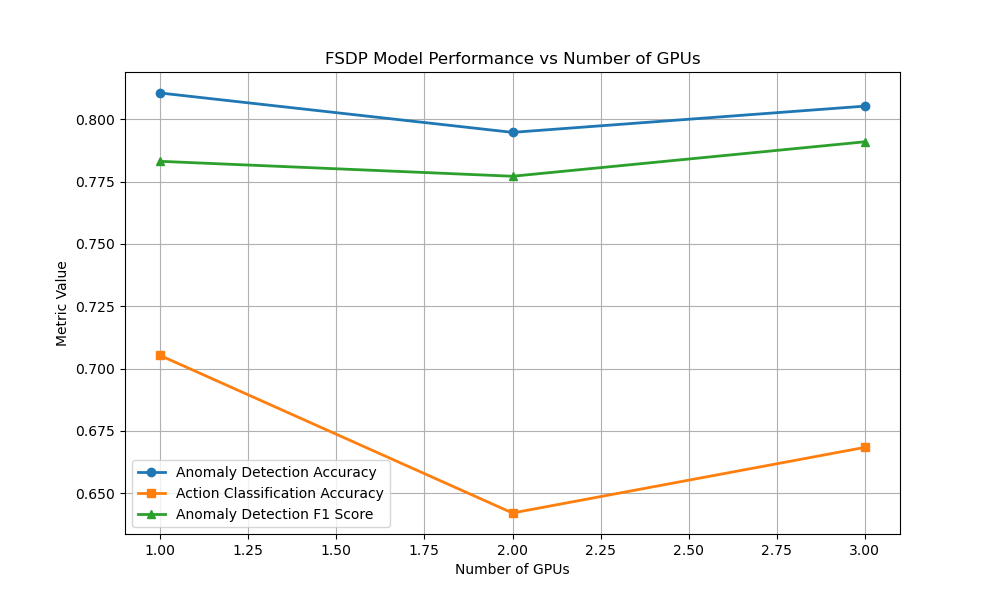 FSDP Model Performance vs Number of GPUs
Metric Value
0.800
0.775
0.750
0.725
0.700
0.675
0.650
Anomaly Detection Accuracy
Action Classification Accuracy
Anomaly Detection F1 Score
1.00 1.25 1.50 1.75 2.00 2.25 2.50 2.75 3.00
Number of GPUs